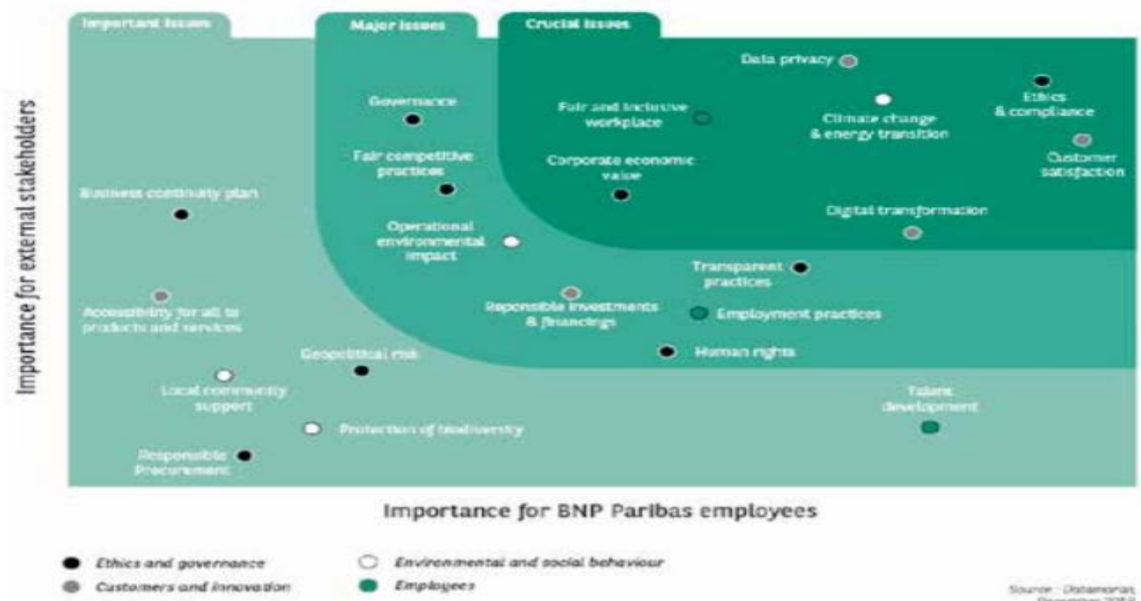 Important issues
Major issues
Crucial issues
Data privacy
Ethics
& compliance
Governance
Fair and inclusive
workplace
Climate change
& energy transition
Customer
satisfaction
Fair competitive
practices
Corporate economic
value
Business continuity plan
Digital transformation
Operational
environmental
impact
Transparent
practices
Accessibility for all to
products and services
Reponsible investments
& financings
Employment practices
Geopolitical risk
Human rights
Local community
support
Talent
development
Protection of biodiversity
Responsible
Procurement
Importance for external stakeholders
Importance for BNP Paribas employees
Ethics and governance
Environmental and social behaviour
Customers and innovation
Employees
Source : Datamaran,
December